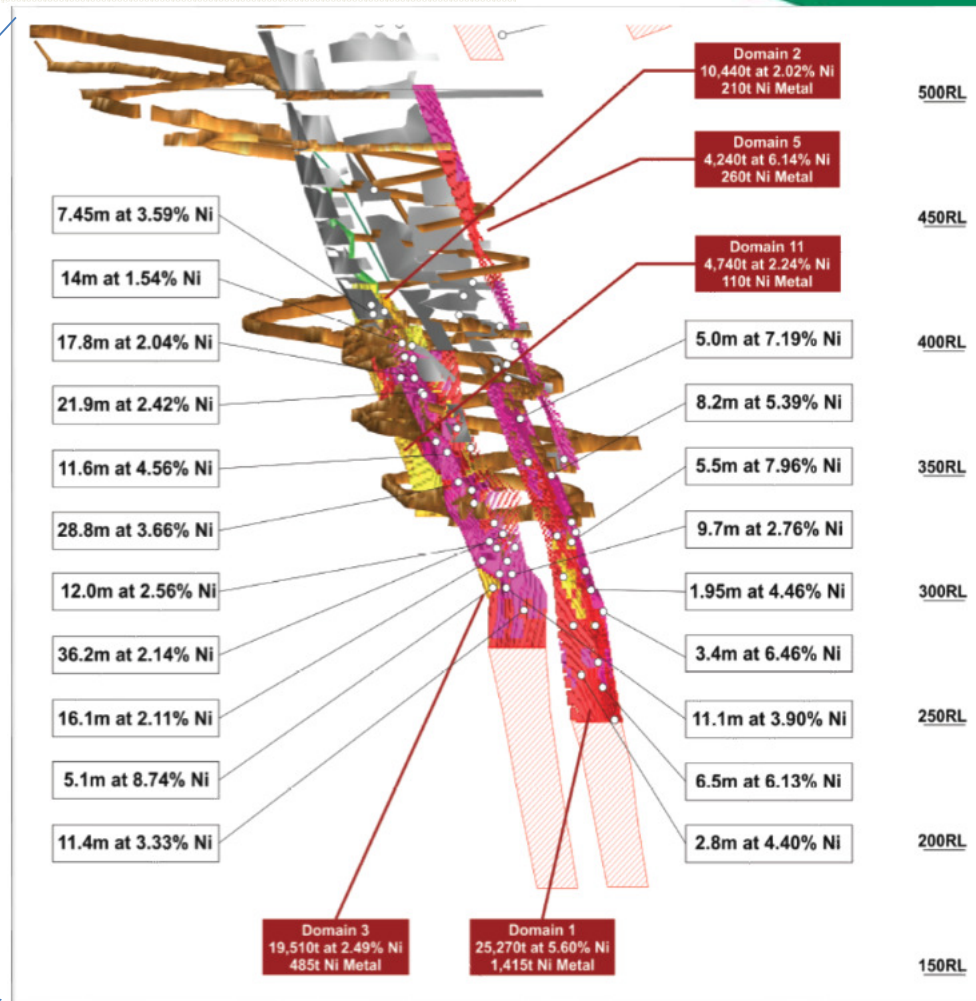 Domain 2
10,440t at 2.02% Ni
210t Ni Metal
500RL
Domain 5
4,240t at 6.14% Ni
260t Ni Metal
7.45m at 3.59% Ni
450RL
Domain 11
4,740t at 2.24% Ni
110t Ni Metal
14m at 1.54% Ni
17.8m at 2.04% Ni
5.0m at 7.19% Ni
400RL
21.9m at 2.42% Ni
8.2m at 5.39% Ni
11.6m at 4.56% Ni
5.5m at 7.96% Ni
350RL
28.8m at 3.66% Ni
9.7m at 2.76% Ni
12.0m at 2.56% Ni
1.95m at 4.46% Ni
300RL
36.2m at 2.14% Ni
3.4m at 6.46% Ni
16.1m at 2.11% Ni
11.1m at 3.90% Ni
250RL
5.1m at 8.74% Ni
6.5m at 6.13% Ni
11.4m at 3.33% Ni
2.8m at 4.40% Ni
200RL
Domain 3
19,510t at 2.49% Ni
485t Ni Metal
Domain 1
25,270t at 5.60% Ni
1,415t Ni Metal
150RL